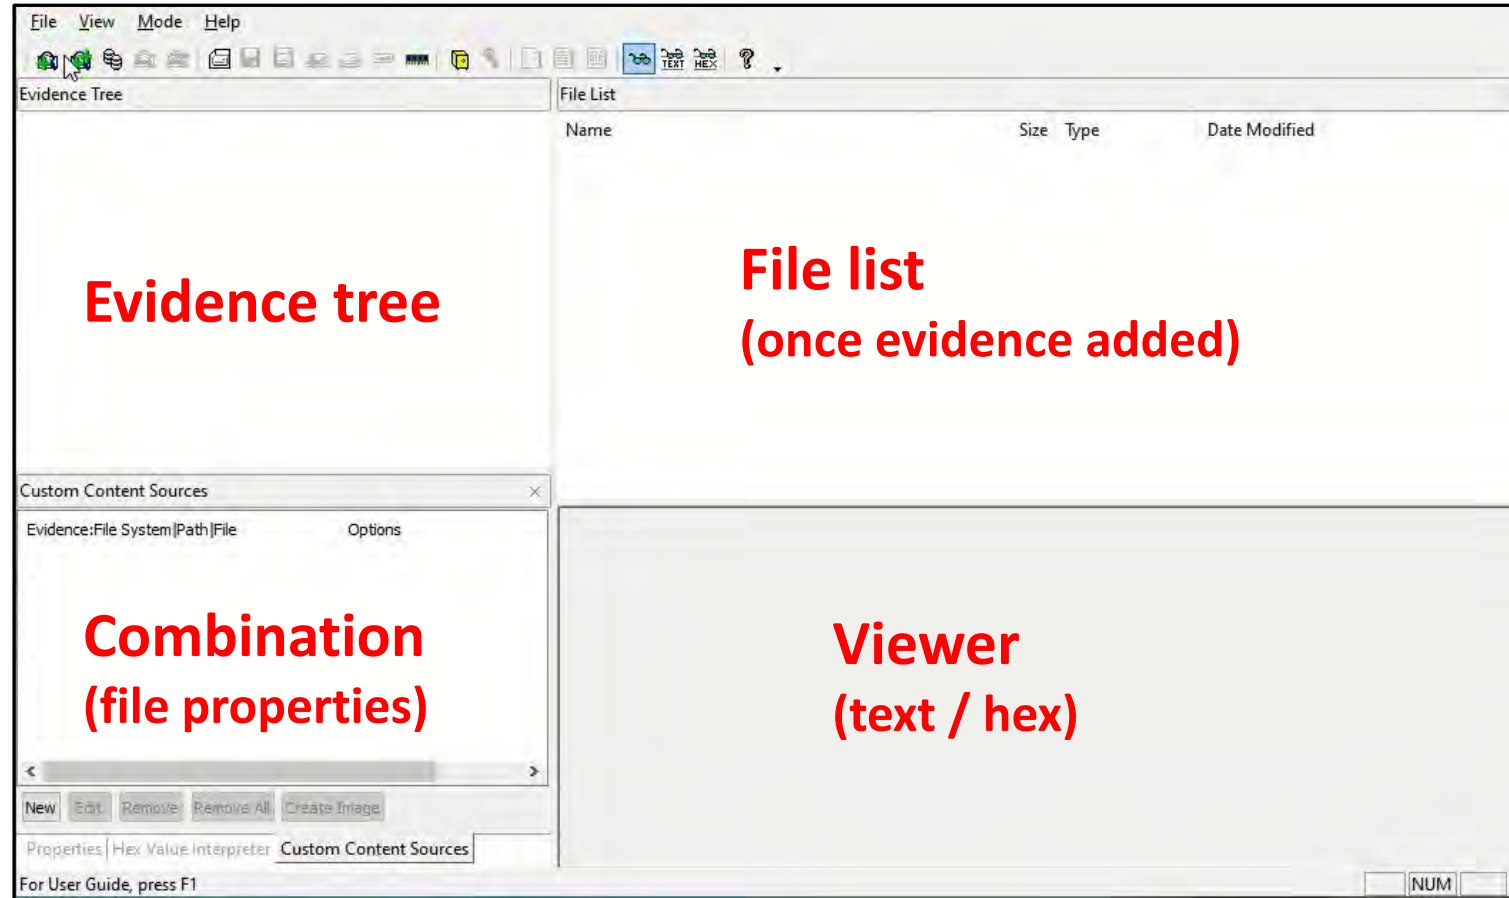 File View Mode Help
TEXT HEX ?
Evidence Tree
File List
Name Size Type Date Modified
Evidence tree
File list
(once evidence added)
Custom Content Sources
Evidence:File System|Path|File Options
Combination
(file properties)
Viewer
(text / hex)
New Edit Remove Remove All Create Image
Properties Hex Value Interpreter Custom Content Sources
For User Guide, press F1
NUM